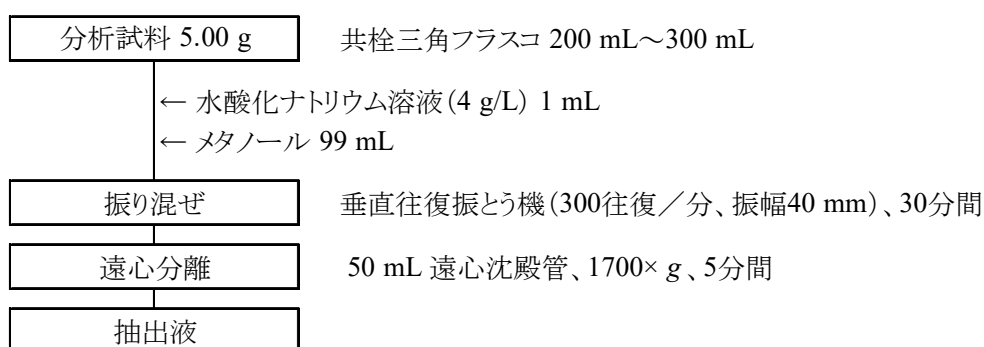 分析試料 5.00 g 共栓三角フラスコ 200 mL～300 mL
← 水酸化ナトリウム溶液(4 g/L) 1 mL
← メタノール 99 mL
振り混ぜ 垂直往復振とう機(300往復／分、振幅40 mm)、30分間
遠心分離 50 mL 遠心沈殿管、1700× g 、5分間
抽出液